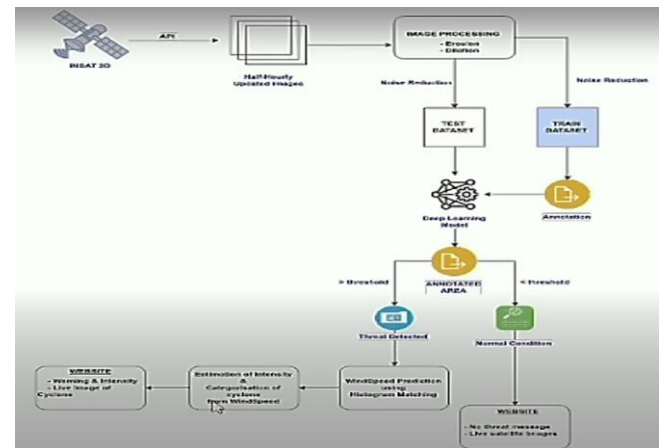 API
INSAT 3D
Half-Hourly
Updated Images
IMAGE PROCESSING
- Erosion
- Dilation
Noise Reduction
Noise Reduction
TEST
DATASET
TRAIN
DATASET
Deep Learning
Model
Annotation
> threshold
ANNOTATED
AREA
< threshold
Threat Detected
Normal Condition
WEBSITE
- Warning & Intensity
- Live Image of
Cyclone
Estimation of Intensity
&
Categorisation of
cyclone
from WindSpeed
WindSpeed Prediction
using
Histogram Matching
WEBSITE
- No threat message
- Live satellite images